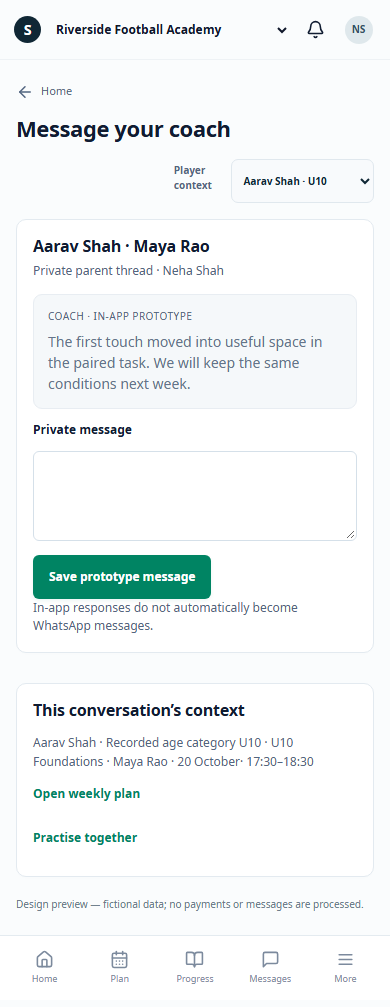 S Riverside Football Academy NS
Home
Message your coach
Player
context
Aarav Shah · U10
Aarav Shah · Maya Rao
Private parent thread · Neha Shah
COACH · IN-APP PROTOTYPE
The first touch moved into useful space in
the paired task. We will keep the same
conditions next week.
Private message
Save prototype message
In-app responses do not automatically become
WhatsApp messages.
This conversation’s context
Aarav Shah · Recorded age category U10 · U10
Foundations · Maya Rao · 20 October· 17:30–18:30
Open weekly plan
Practise together
Design preview — fictional data; no payments or messages are processed.
Home Plan Progress Messages More